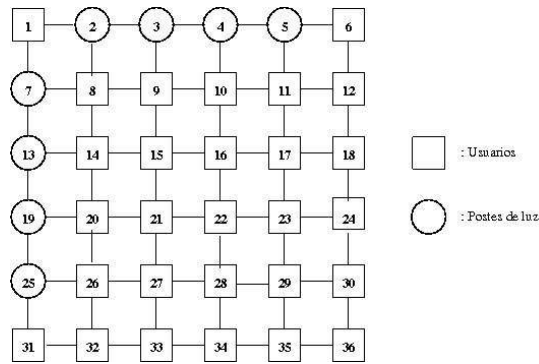 1 2 3 4 5 6
7 8 9 10 11 12
13 14 15 16 17 18
: Usuarios
19 20 21 22 23 24
: Postes de luz
25 26 27 28 29 30
31 32 33 34 35 36